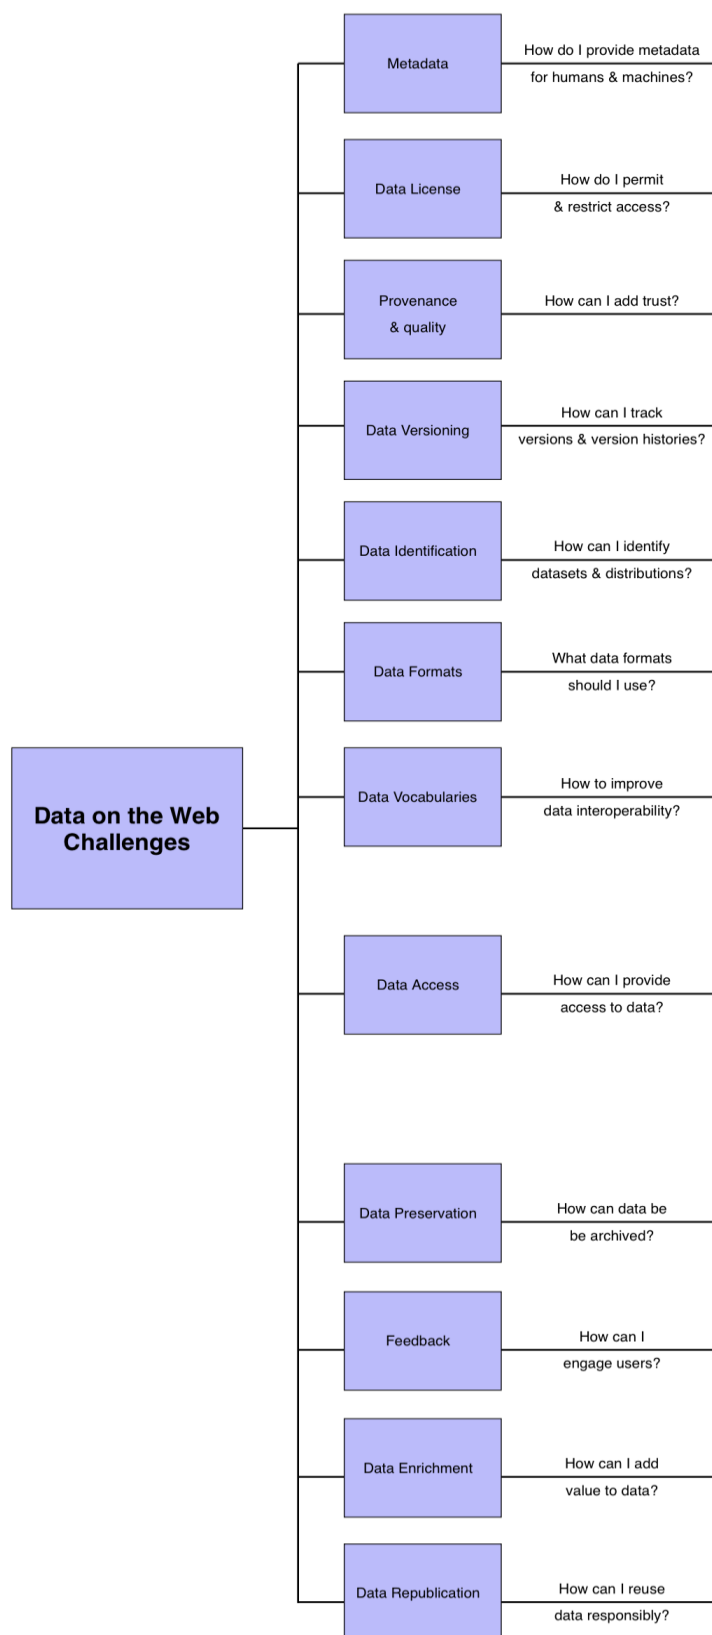 Metadata
How do I provide metadata
for humans & machines?
Data License
How do I permit
& restrict access?
Provenance
& quality
How can I add trust?
Data Versioning
How can I track
versions & version histories?
Data Identification
How can I identify
datasets & distributions?
Data Formats
What data formats
should I use?
Data on the Web
Challenges
Data Vocabularies
How to improve
data interoperability?
Data Access
How can I provide
access to data?
Data Preservation
How can data be
be archived?
Feedback
How can I
engage users?
Data Enrichment
How can I add
value to data?
Data Republication
How can I reuse
data responsibly?